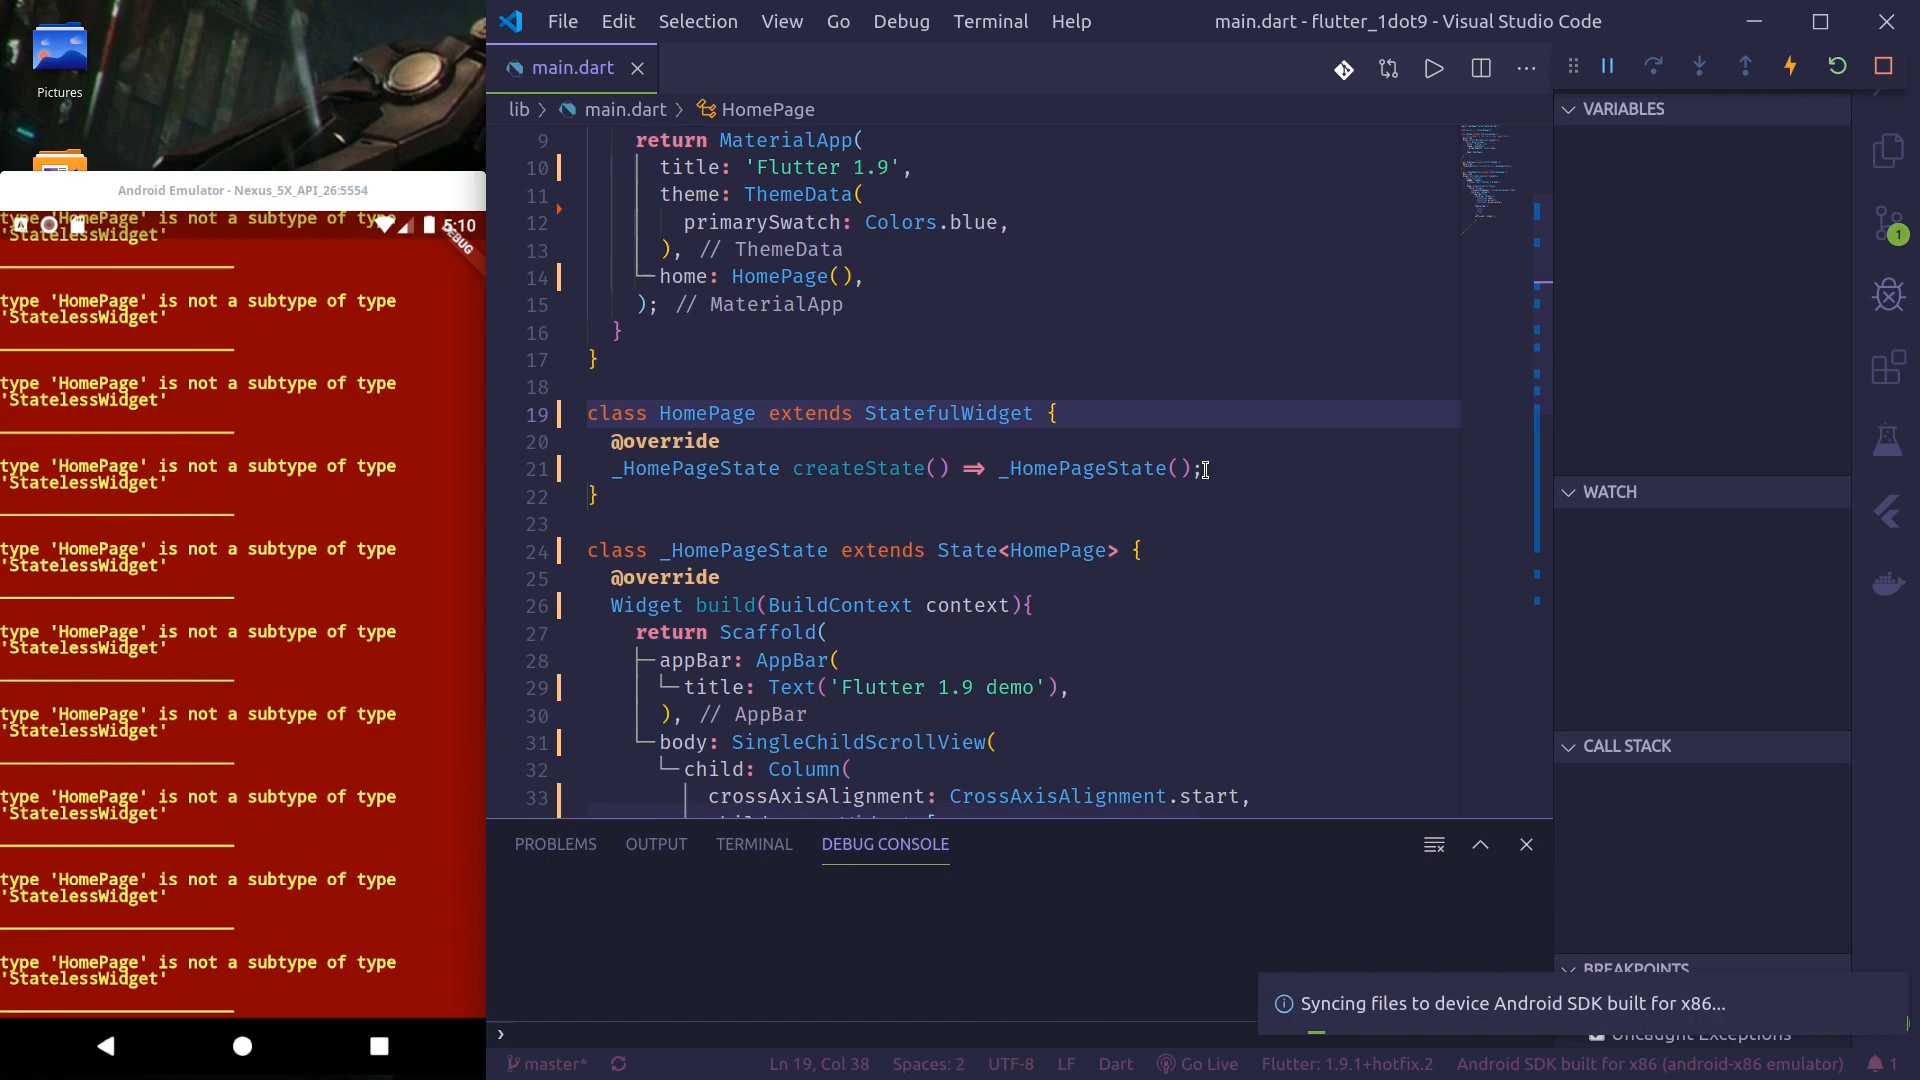 Pictures
Android Emulator - Nexus_5X_API_26:5554
5:10
DEBUG
type 'HomePage' is not a subtype of type
'StatelessWidget'
type 'HomePage' is not a subtype of type
'StatelessWidget'
type 'HomePage' is not a subtype of type
'StatelessWidget'
type 'HomePage' is not a subtype of type
'StatelessWidget'
type 'HomePage' is not a subtype of type
'StatelessWidget'
type 'HomePage' is not a subtype of type
'StatelessWidget'
type 'HomePage' is not a subtype of type
'StatelessWidget'
type 'HomePage' is not a subtype of type
'StatelessWidget'
type 'HomePage' is not a subtype of type
'StatelessWidget'
type 'HomePage' is not a subtype of type
'StatelessWidget'
File Edit Selection View Go Debug Terminal Help
main.dart - flutter_1dot9 - Visual Studio Code
main.dart
lib > main.dart > HomePage
9 return MaterialApp(
10 title: 'Flutter 1.9',
11 theme: ThemeData(
12 primarySwatch: Colors.blue,
13 ), // ThemeData
14 home: HomePage(),
15 ); // MaterialApp
16 }
17 }
18
19 class HomePage extends StatefulWidget {
20 @override
21 _HomePageState createState() => _HomePageState();
22 }
23
24 class _HomePageState extends State<HomePage> {
25 @override
26 Widget build(BuildContext context){
27 return Scaffold(
28 appBar: AppBar(
29 title: Text('Flutter 1.9 demo'),
30 ), // AppBar
31 body: SingleChildScrollView(
32 child: Column(
33 crossAxisAlignment: CrossAxisAlignment.start,
VARIABLES
WATCH
CALL STACK
BREAKPOINTS
Uncaught Exceptions
1
PROBLEMS OUTPUT TERMINAL DEBUG CONSOLE
Syncing files to device Android SDK built for x86...
master* Ln 19, Col 38 Spaces: 2 UTF-8 LF Dart Go Live Flutter: 1.9.1+hotfix.2 Android SDK built for x86 (android-x86 emulator) 1